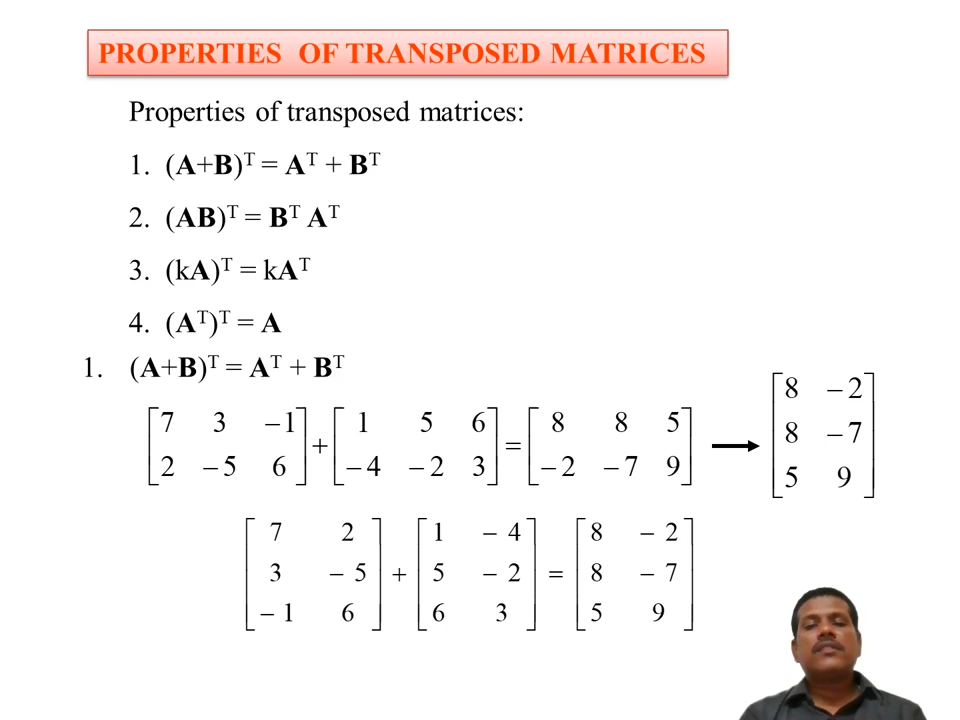 PROPERTIES OF TRANSPOSED MATRICES
Properties of transposed matrices:
1. (A+B)ᵀ = Aᵀ + Bᵀ
2. (AB)ᵀ = Bᵀ Aᵀ
3. (kA)ᵀ = kAᵀ
4. (Aᵀ)ᵀ = A
1. (A+B)ᵀ = Aᵀ + Bᵀ
[7 3 −1; 2 −5 6] + [1 5 6; −4 −2 3] = [8 8 5; −2 −7 9] → [8 −2; 8 −7; 5 9]
[7 2; 3 −5; −1 6] + [1 −4; 5 −2; 6 3] = [8 −2; 8 −7; 5 9]